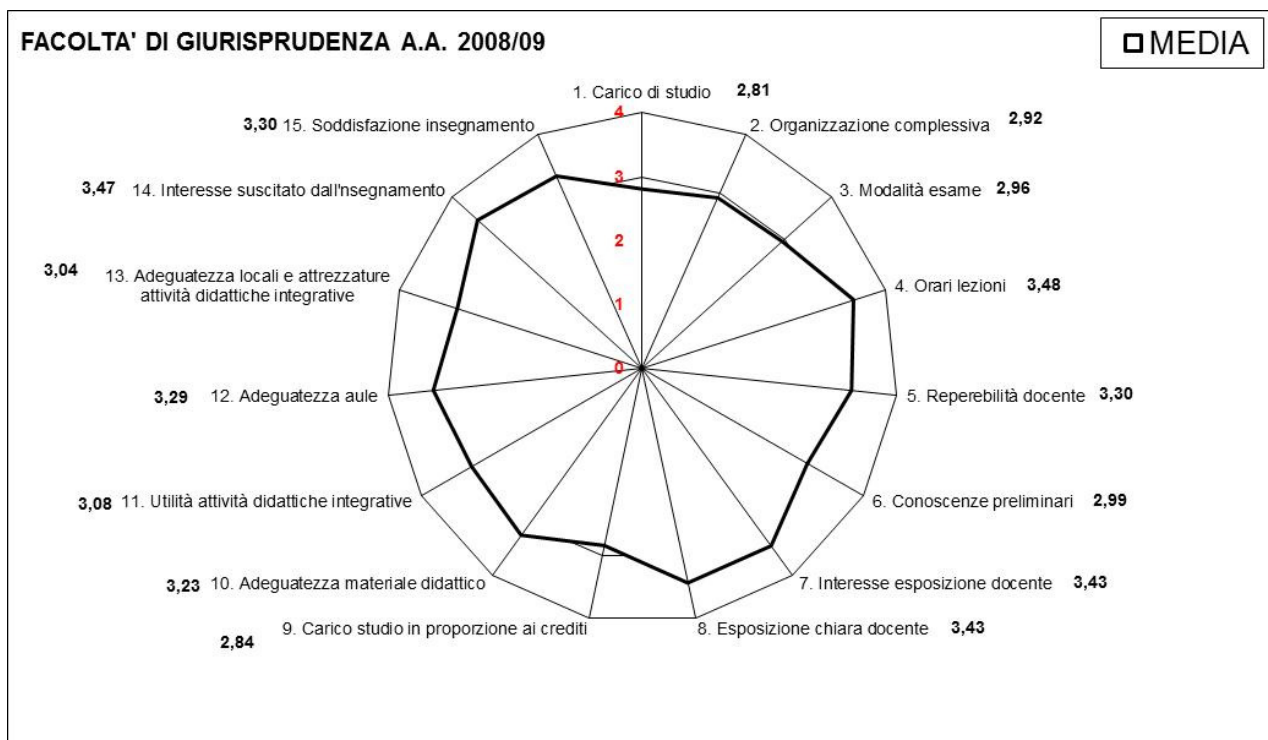 FACOLTA' DI GIURISPRUDENZA A.A. 2008/09
MEDIA
1. Carico di studio 2,81
2. Organizzazione complessiva 2,92
3. Modalità esame 2,96
4. Orari lezioni 3,48
5. Reperebilità docente 3,30
6. Conoscenze preliminari 2,99
7. Interesse esposizione docente 3,43
8. Esposizione chiara docente 3,43
9. Carico studio in proporzione ai crediti
2,84
3,23 10. Adeguatezza materiale didattico
3,08 11. Utilità attività didattiche integrative
3,29 12. Adeguatezza aule
3,04 13. Adeguatezza locali e attrezzature
attività didattiche integrative
3,47 14. Interesse suscitato dall'nsegnamento
3,30 15. Soddisfazione insegnamento
4
3
2
1
0